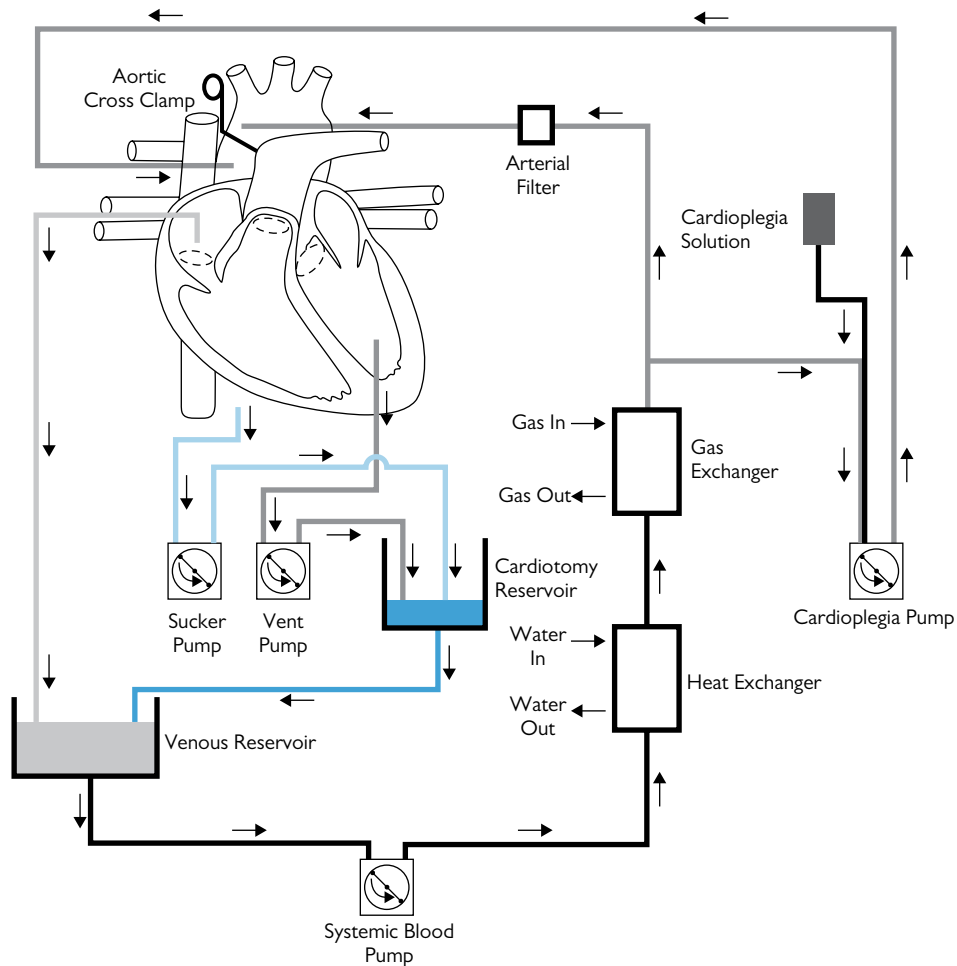 Aortic
Cross Clamp
Arterial
Filter
Cardioplegia
Solution
Gas In
Gas
Exchanger
Gas Out
Cardiotomy
Reservoir
Sucker
Pump
Vent
Pump
Cardioplegia Pump
Water
In
Heat Exchanger
Water
Out
Venous Reservoir
Systemic Blood
Pump